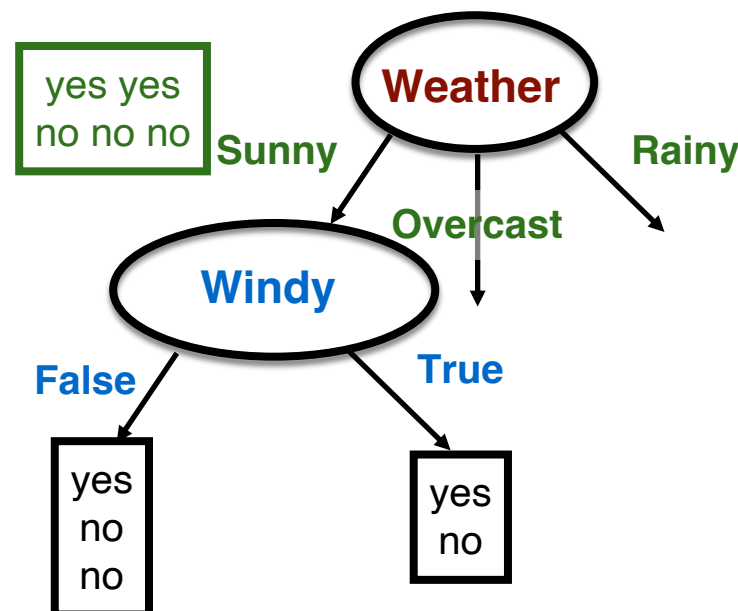 yes yes
no no no
Weather
Sunny
Overcast
Rainy
Windy
False
True
yes
no
no
yes
no